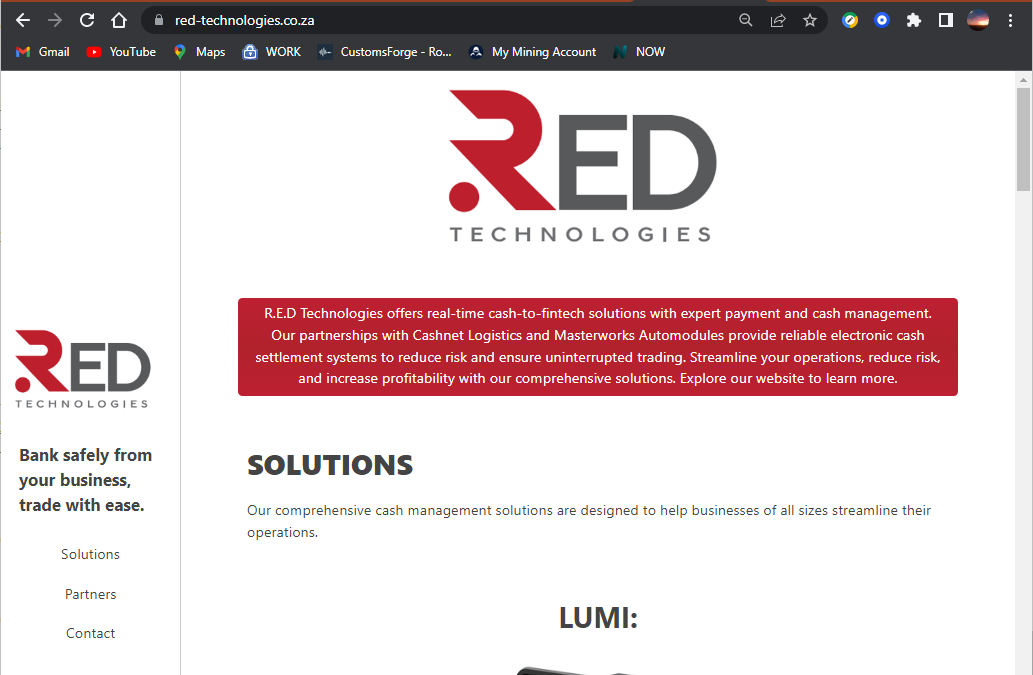 red-technologies.co.za
Gmail YouTube Maps WORK CustomsForge - Ro... My Mining Account NOW
RED
TECHNOLOGIES
R.E.D Technologies offers real-time cash-to-fintech solutions with expert payment and cash management.
Our partnerships with Cashnet Logistics and Masterworks Automodules provide reliable electronic cash
settlement systems to reduce risk and ensure uninterrupted trading. Streamline your operations, reduce risk,
and increase profitability with our comprehensive solutions. Explore our website to learn more.
RED
TECHNOLOGIES
Bank safely from
your business,
trade with ease.
Solutions
Partners
Contact
SOLUTIONS
Our comprehensive cash management solutions are designed to help businesses of all sizes streamline their
operations.
LUMI: